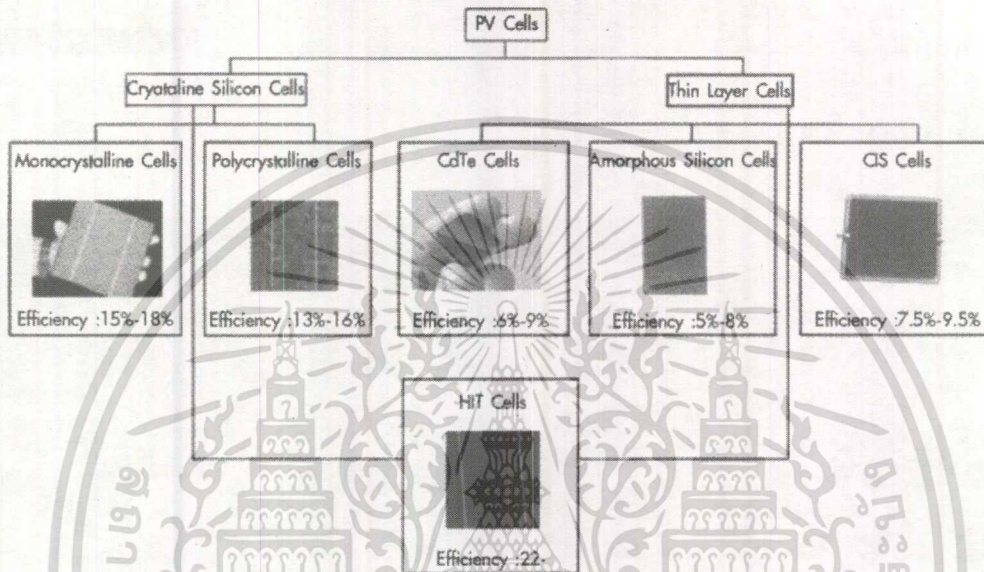 PV Cells
Cryataline Silicon Cells
Thin Layer Cells
Monocrystalline Cells
Polycrystalline Cells
CdTe Cells
Amorphous Silicon Cells
CIS Cells
Efficiency :15%-18%
Efficiency :13%-16%
Efficiency :6%-9%
Efficiency :5%-8%
Efficiency :7.5%-9.5%
HIT Cells
Efficiency :22-